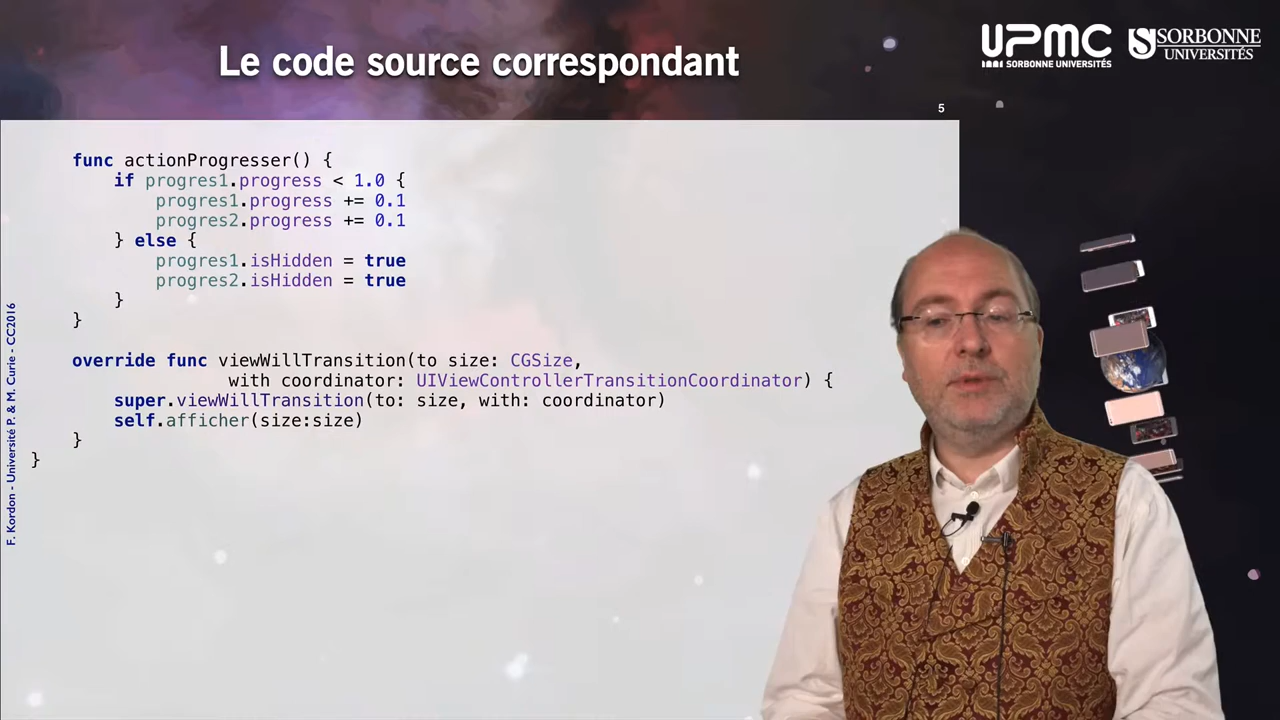 Le code source correspondant
UPMC
SORBONNE UNIVERSITÉS
SORBONNE
UNIVERSITÉS
5
func actionProgresser() {
if progres1.progress < 1.0 {
progres1.progress += 0.1
progres2.progress += 0.1
} else {
progres1.isHidden = true
progres2.isHidden = true
}
}
override func viewWillTransition(to size: CGSize,
with coordinator: UIViewControllerTransitionCoordinator) {
super.viewWillTransition(to: size, with: coordinator)
self.afficher(size:size)
}
}
F. Kordon - Université P. & M. Curie - CC2016